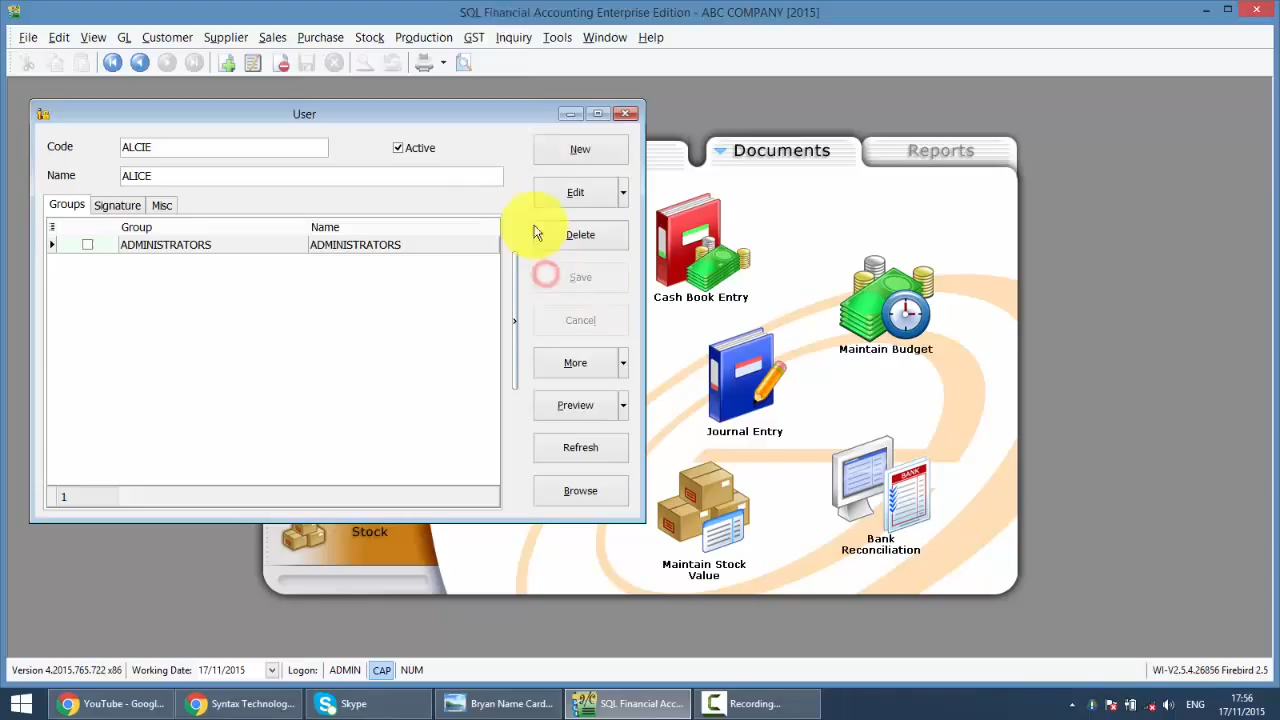 SQL Financial Accounting Enterprise Edition - ABC COMPANY [2015]
File Edit View GL Customer Supplier Sales Purchase Stock Production GST Inquiry Tools Window Help
User
Code ALCIE Active New
Name ALICE Edit
Groups Signature Misc
Group Name Delete
ADMINISTRATORS ADMINISTRATORS
Save
Cancel
More
Preview
Refresh
1 Browse
Documents Reports
Cash Book Entry
Maintain Budget
Journal Entry
Bank
Reconciliation
Maintain Stock
Value
BANK
Stock
Version 4.2015.765.722 x86 Working Date: 17/11/2015 Logon: ADMIN CAP NUM WI-V2.5.4.26856 Firebird 2.5
YouTube - Googl... Syntax Technolog... Skype Bryan Name Card... SQL Financial Acc... Recording... ENG 17:56
17/11/2015